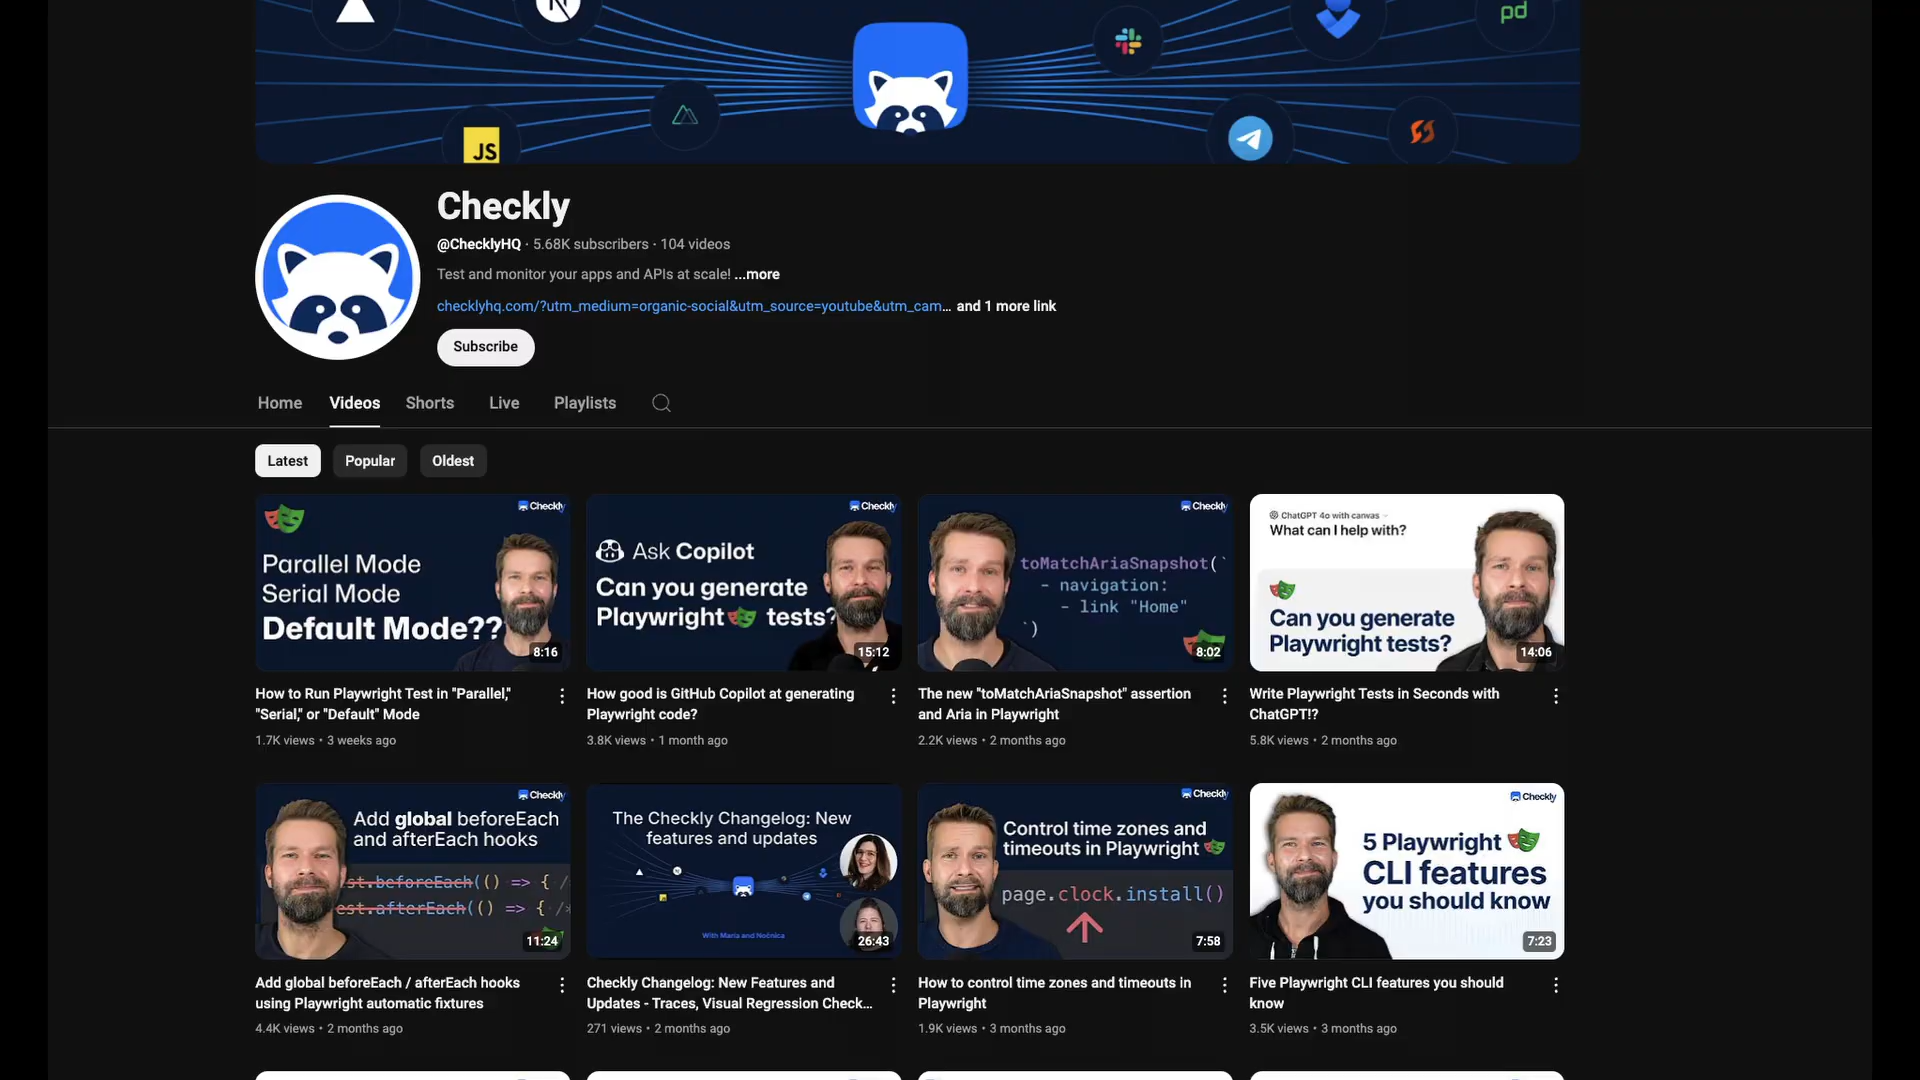 N
pd
JS
Checkly
@ChecklyHQ · 5.68K subscribers · 104 videos
Test and monitor your apps and APIs at scale! ...more
checklyhq.com/?utm_medium=organic-social&utm_source=youtube&utm_cam... and 1 more link
Subscribe
Home Videos Shorts Live Playlists
Latest Popular Oldest
Checkly
Parallel Mode
Serial Mode
Default Mode??
8:16
Checkly
Ask Copilot
Can you generate
Playwright tests?
15:12
Checkly
toMatchAriaSnapshot(`
- navigation:
- link "Home"
`)
8:02
ChatGPT 4o with canvas
What can I help with?
Can you generate
Playwright tests?
14:06
How to Run Playwright Test in "Parallel,"
"Serial," or "Default" Mode
1.7K views • 3 weeks ago
How good is GitHub Copilot at generating
Playwright code?
3.8K views • 1 month ago
The new "toMatchAriaSnapshot" assertion
and Aria in Playwright
2.2K views • 2 months ago
Write Playwright Tests in Seconds with
ChatGPT!?
5.8K views • 2 months ago
Checkly
Add global beforeEach
and afterEach hooks
st.beforeEach(() => { /
est.afterEach(() => { /*
11:24
The Checkly Changelog: New
features and updates
With Maria and Nočnica
26:43
Checkly
Control time zones and
timeouts in Playwright
page.clock.install()
7:58
Checkly
5 Playwright
CLI features
you should know
7:23
Add global beforeEach / afterEach hooks
using Playwright automatic fixtures
4.4K views • 2 months ago
Checkly Changelog: New Features and
Updates - Traces, Visual Regression Check...
271 views • 2 months ago
How to control time zones and timeouts in
Playwright
1.9K views • 3 months ago
Five Playwright CLI features you should
know
3.5K views • 3 months ago